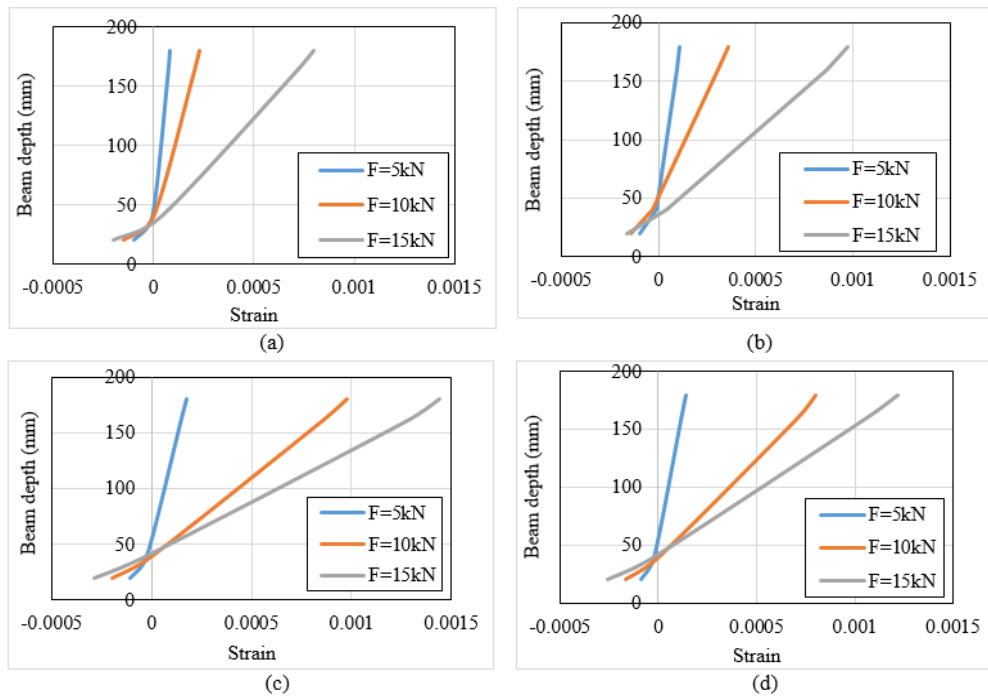 200
150
100
50
0
Beam depth (mm)
F=5kN
F=10kN
F=15kN
-0.0005 0 0.0005 0.001 0.0015
Strain
(a)
200
150
100
50
0
Beam depth (mm)
F=5kN
F=10kN
F=15kN
-0.0005 0 0.0005 0.001 0.0015
Strain
(b)
200
150
100
50
0
Beam depth (mm)
F=5kN
F=10kN
F=15kN
-0.0005 0 0.0005 0.001 0.0015
Strain
(c)
200
150
100
50
0
Beam depth (mm)
F=5kN
F=10kN
F=15kN
-0.0005 0 0.0005 0.001 0.0015
Strain
(d)